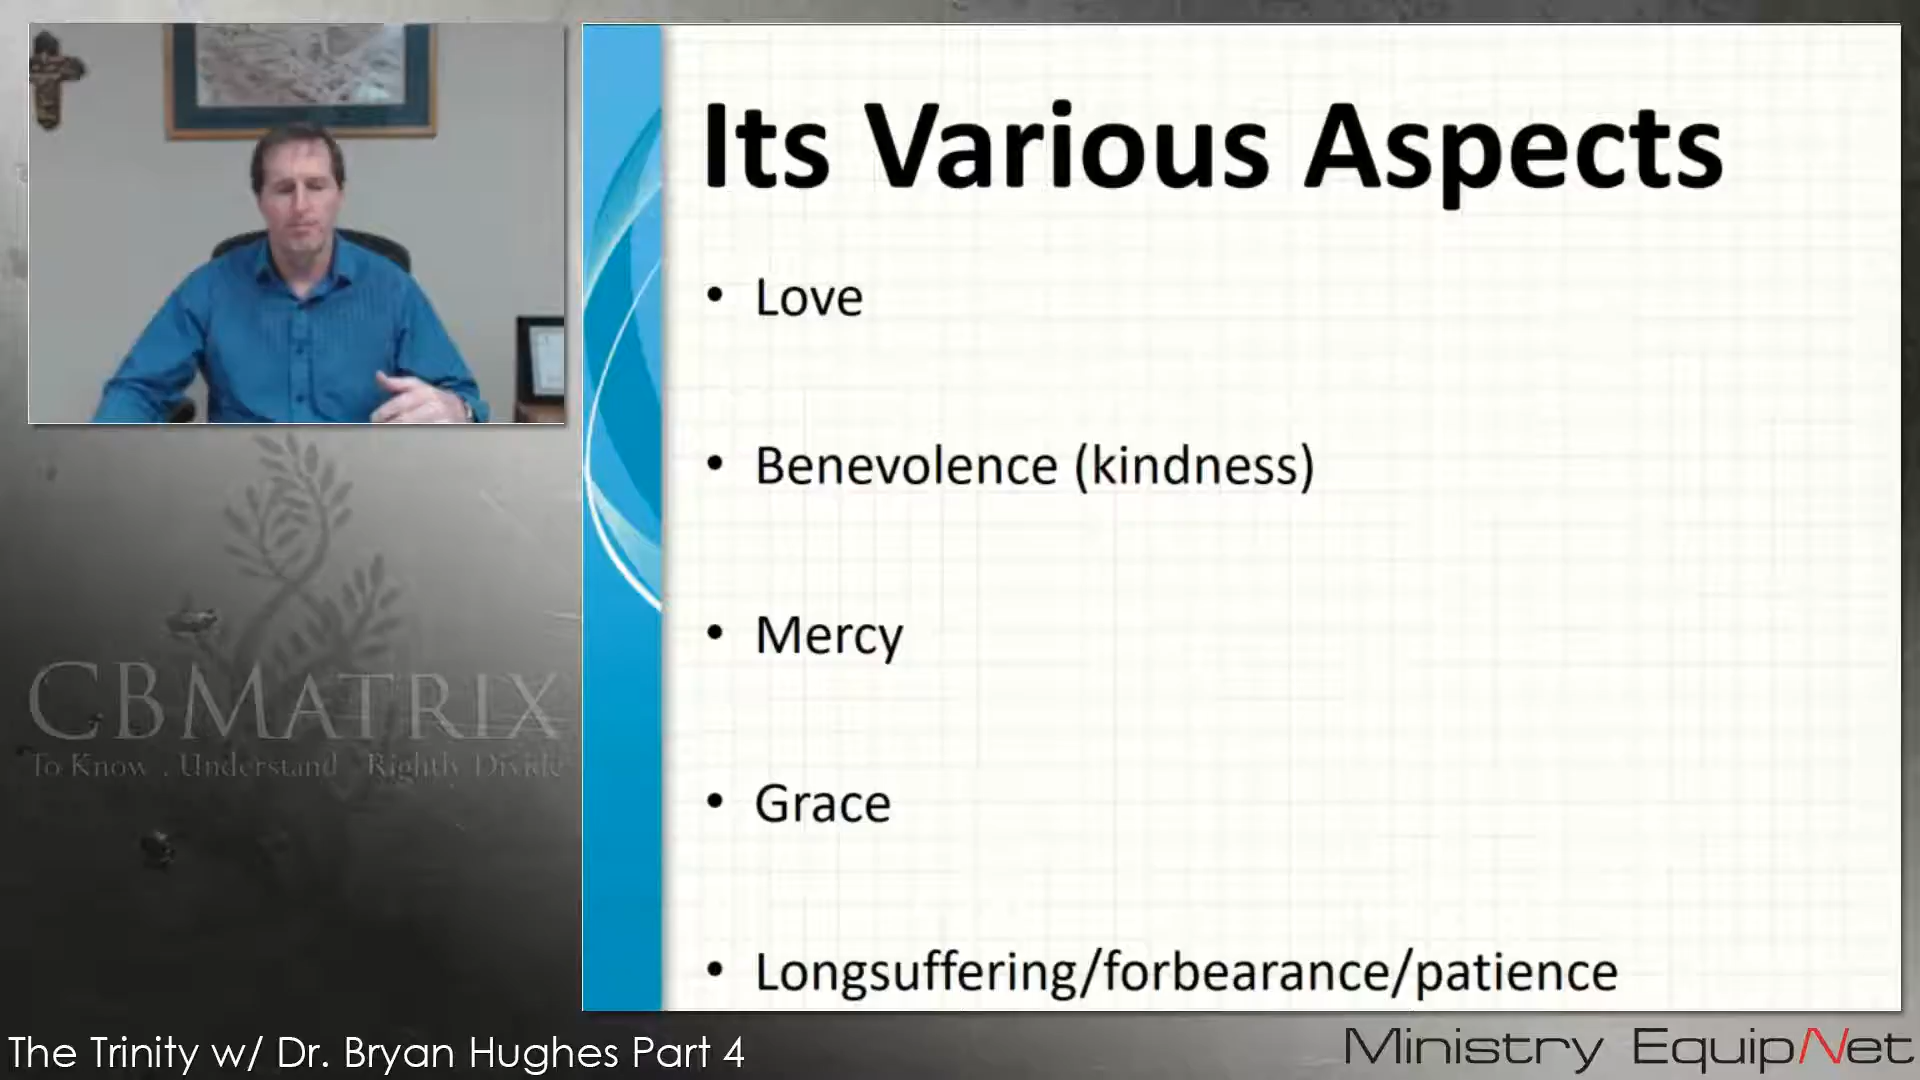 Its Various Aspects
• Love
• Benevolence (kindness)
• Mercy
• Grace
• Longsuffering/forbearance/patience
CBMATRIX
To Know . Understand . Rightly Divide
The Trinity w/ Dr. Bryan Hughes Part 4
Ministry EquipNet